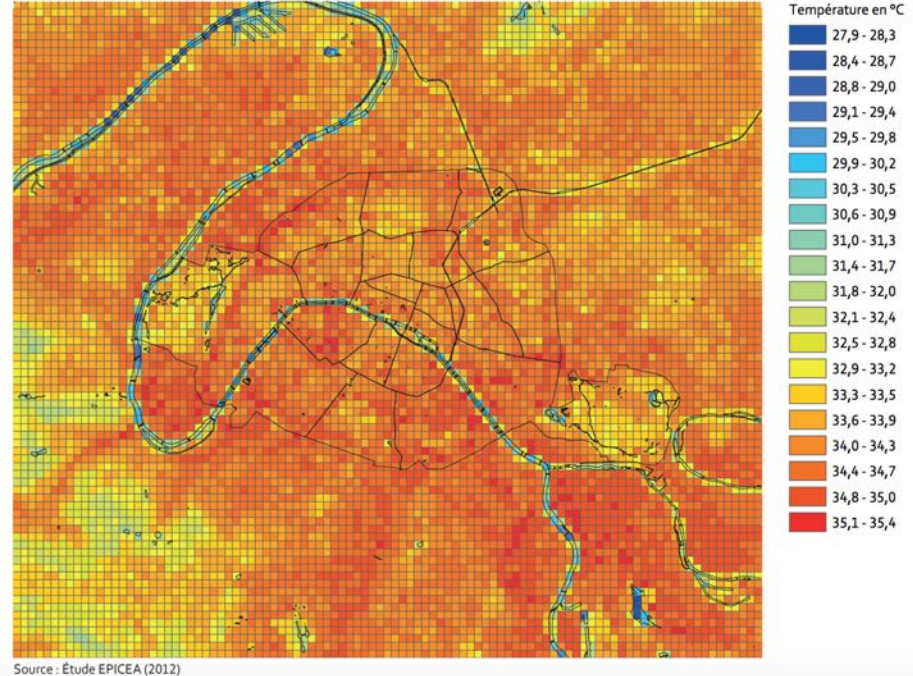 Température en °C
27,9 - 28,3
28,4 - 28,7
28,8 - 29,0
29,1 - 29,4
29,5 - 29,8
29,9 - 30,2
30,3 - 30,5
30,6 - 30,9
31,0 - 31,3
31,4 - 31,7
31,8 - 32,0
32,1 - 32,4
32,5 - 32,8
32,9 - 33,2
33,3 - 33,5
33,6 - 33,9
34,0 - 34,3
34,4 - 34,7
34,8 - 35,0
35,1 - 35,4
Source : Étude EPICEA (2012)